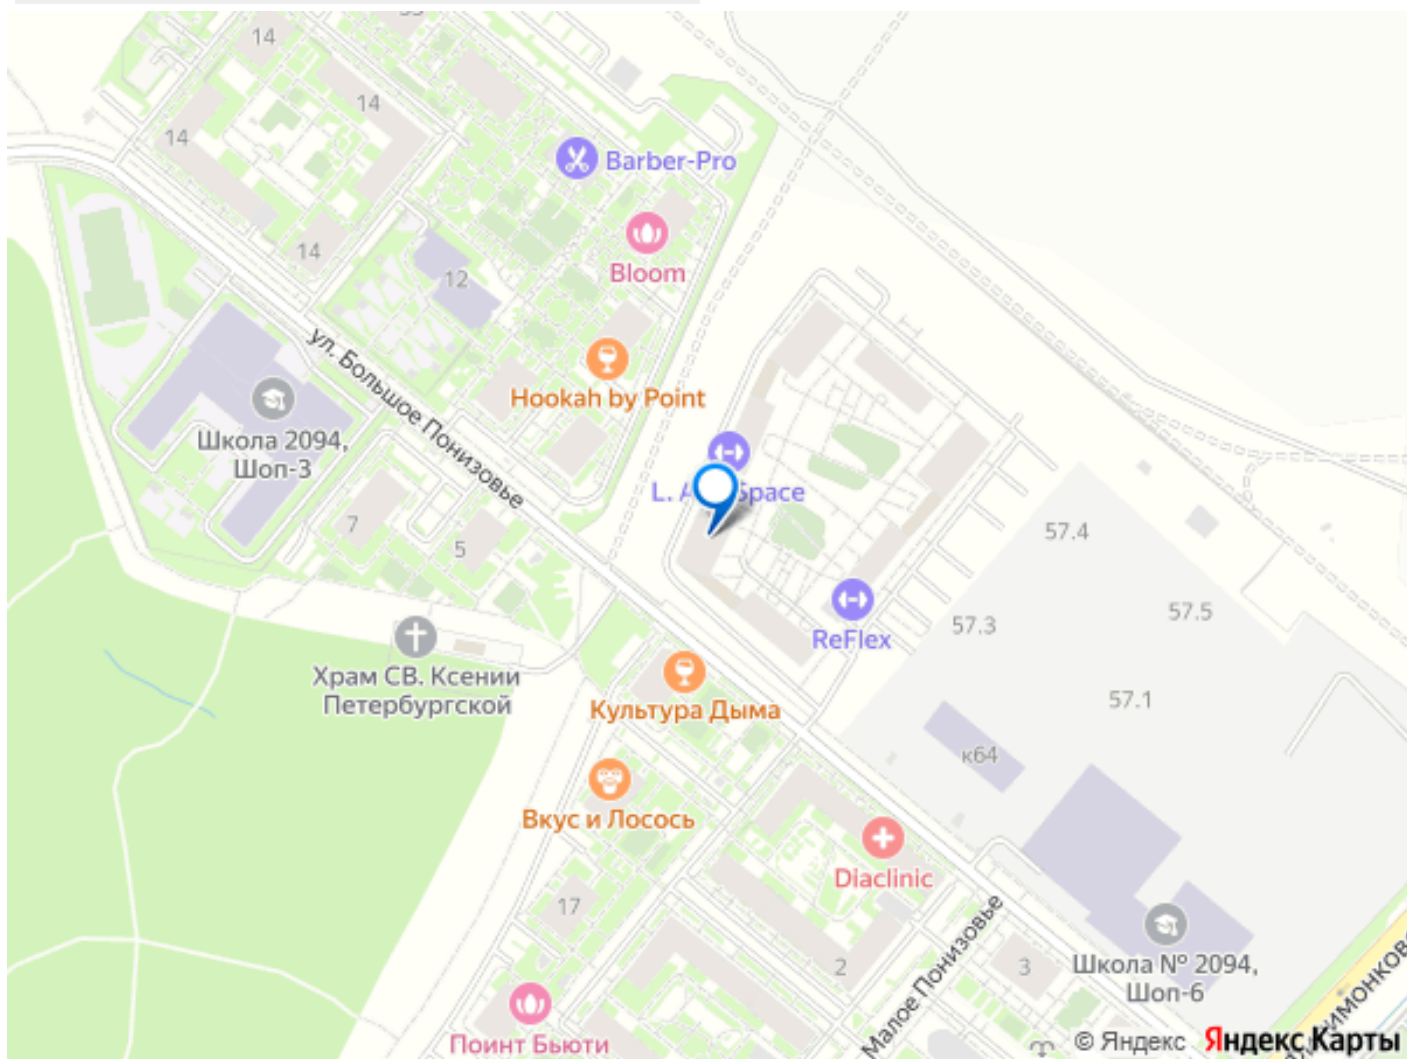 14
14
14
Barber-Pro
14
Bloom
12
ул. Большое Понизовье
Hookah by Point
Школа 2094,
Шоп-3
Space
7
5
57.4
57.5
57.3
ReFlex
Храм СВ. Ксении
Петербургской
Культура Дыма
57.1
к64
Вкус и Лосось
Diaclinic
17
Малое Понизовье
2
3
Школа № 2094,
Шоп-6
Поинт Бьюти
© Яндекс Яндекс Карты